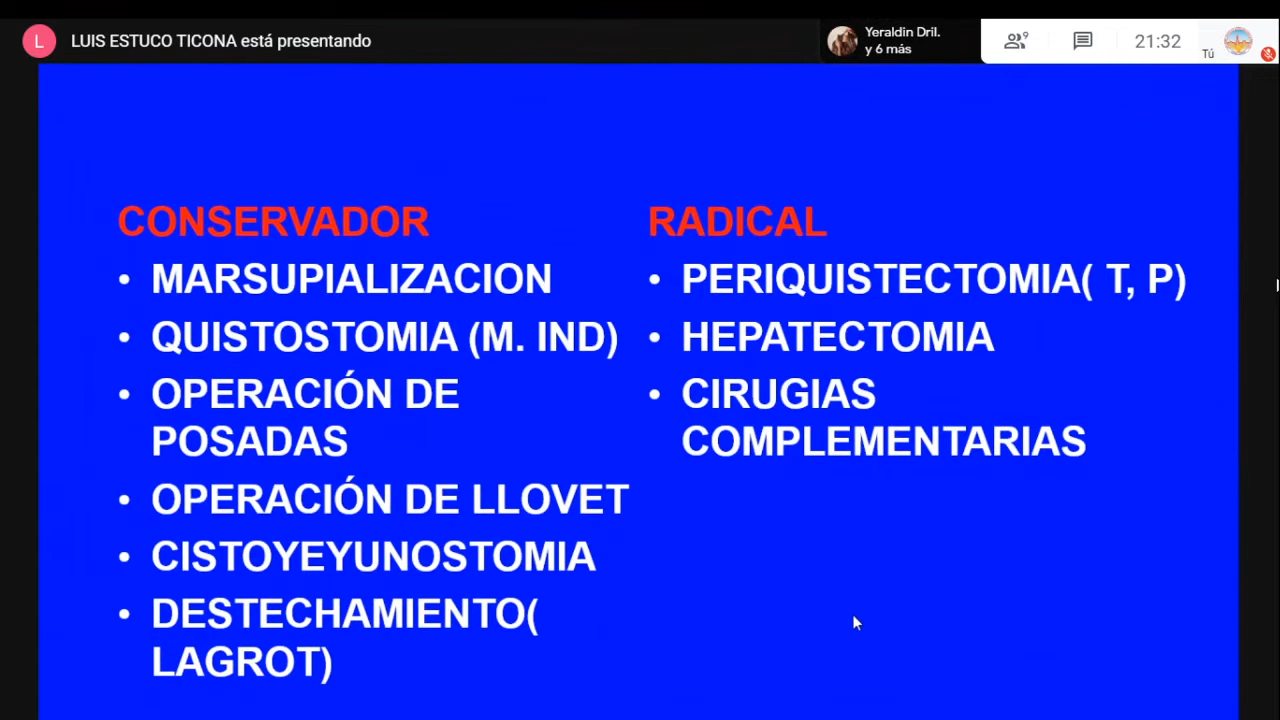 L LUIS ESTUCO TICONA está presentando
Yeraldin Dril.
y 6 más
9
21:32
Tú
CONSERVADOR
• MARSUPIALIZACION
• QUISTOSTOMIA (M. IND)
• OPERACIÓN DE
POSADAS
• OPERACIÓN DE LLOVET
• CISTOYEYUNOSTOMIA
• DESTECHAMIENTO(
LAGROT)
RADICAL
• PERIQUISTECTOMIA( T, P)
• HEPATECTOMIA
• CIRUGIAS
COMPLEMENTARIAS